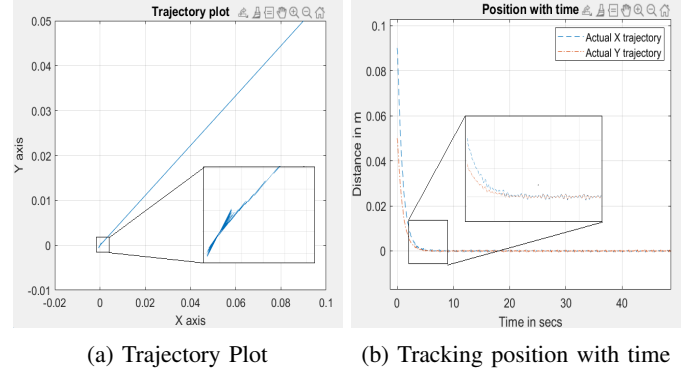 Trajectory plot
0.05
0.04
0.03
0.02
0.01
0
-0.01
Y axis
-0.02
0
0.02
0.04
0.06
0.08
0.1
X axis
(a) Trajectory Plot
Position with time
Actual X trajectory
Actual Y trajectory
0.1
0.08
0.06
0.04
0.02
0
Distance in m
0
10
20
30
40
Time in secs
(b) Tracking position with time